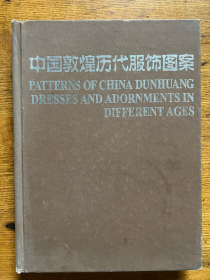 中国敦煌历代服饰图案
PATTERNS OF CHINA DUNHUANG
DRESSES AND ADORNMENTS IN
DIFFERENT AGES